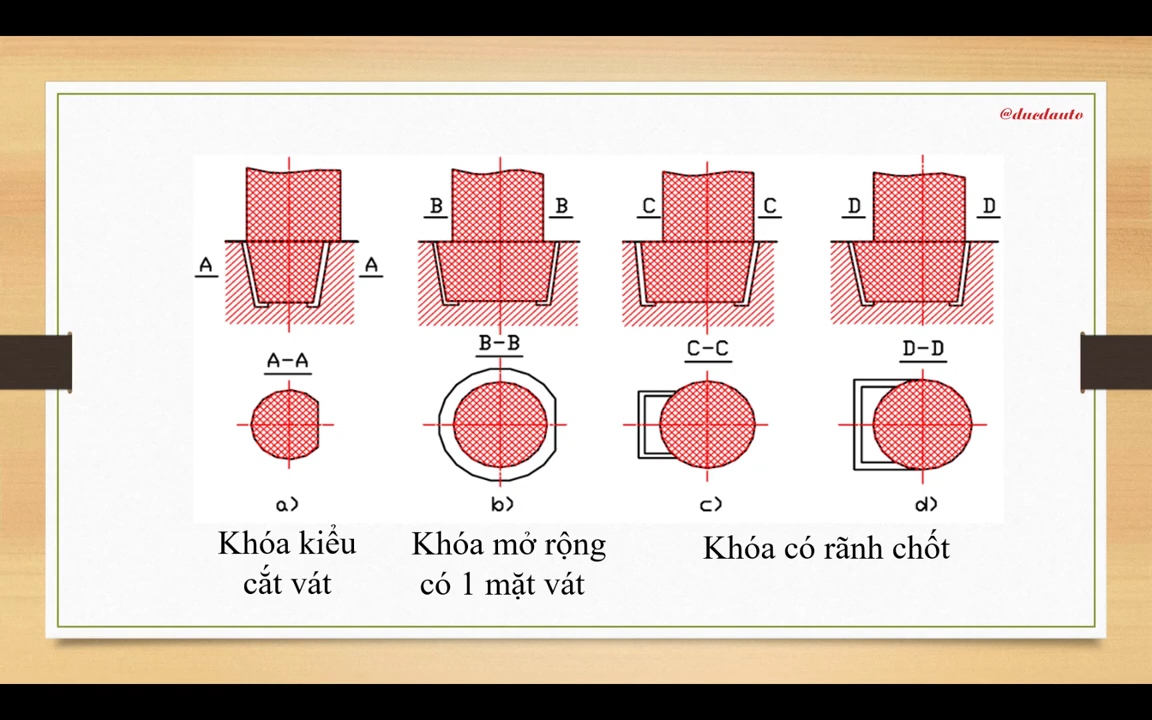 @ducdauto
B B C C D D
A A
B-B C-C D-D
A-A
a) b) c) d)
Khóa kiểu
cắt vát
Khóa mở rộng
có 1 mặt vát
Khóa có rãnh chốt